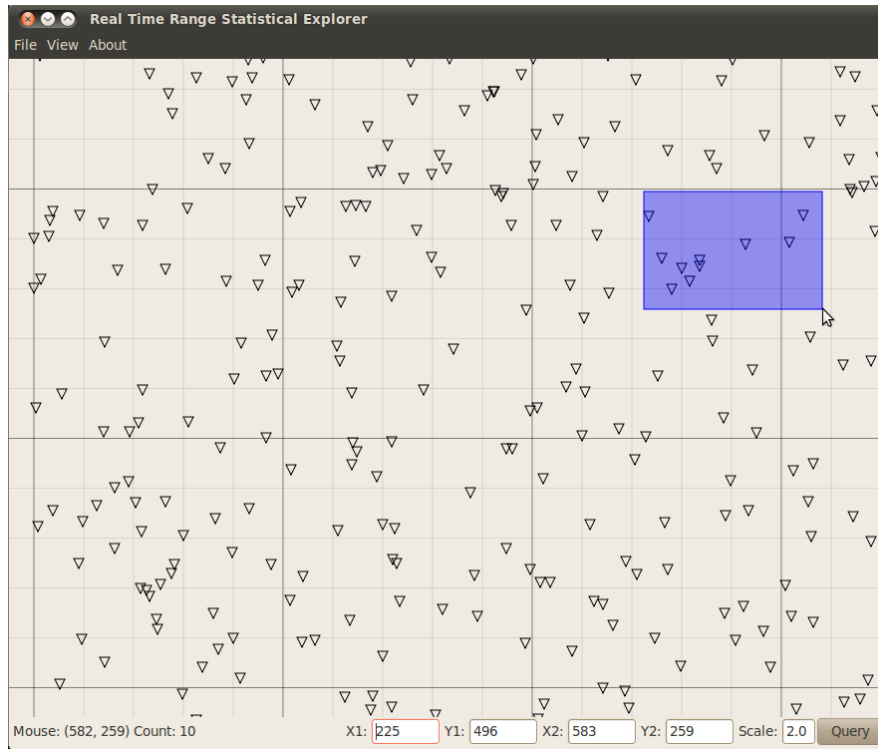 Real Time Range Statistical Explorer
File View About
Mouse: (582, 259) Count: 10 X1: 225 Y1: 496 X2: 583 Y2: 259 Scale: 2.0 Query